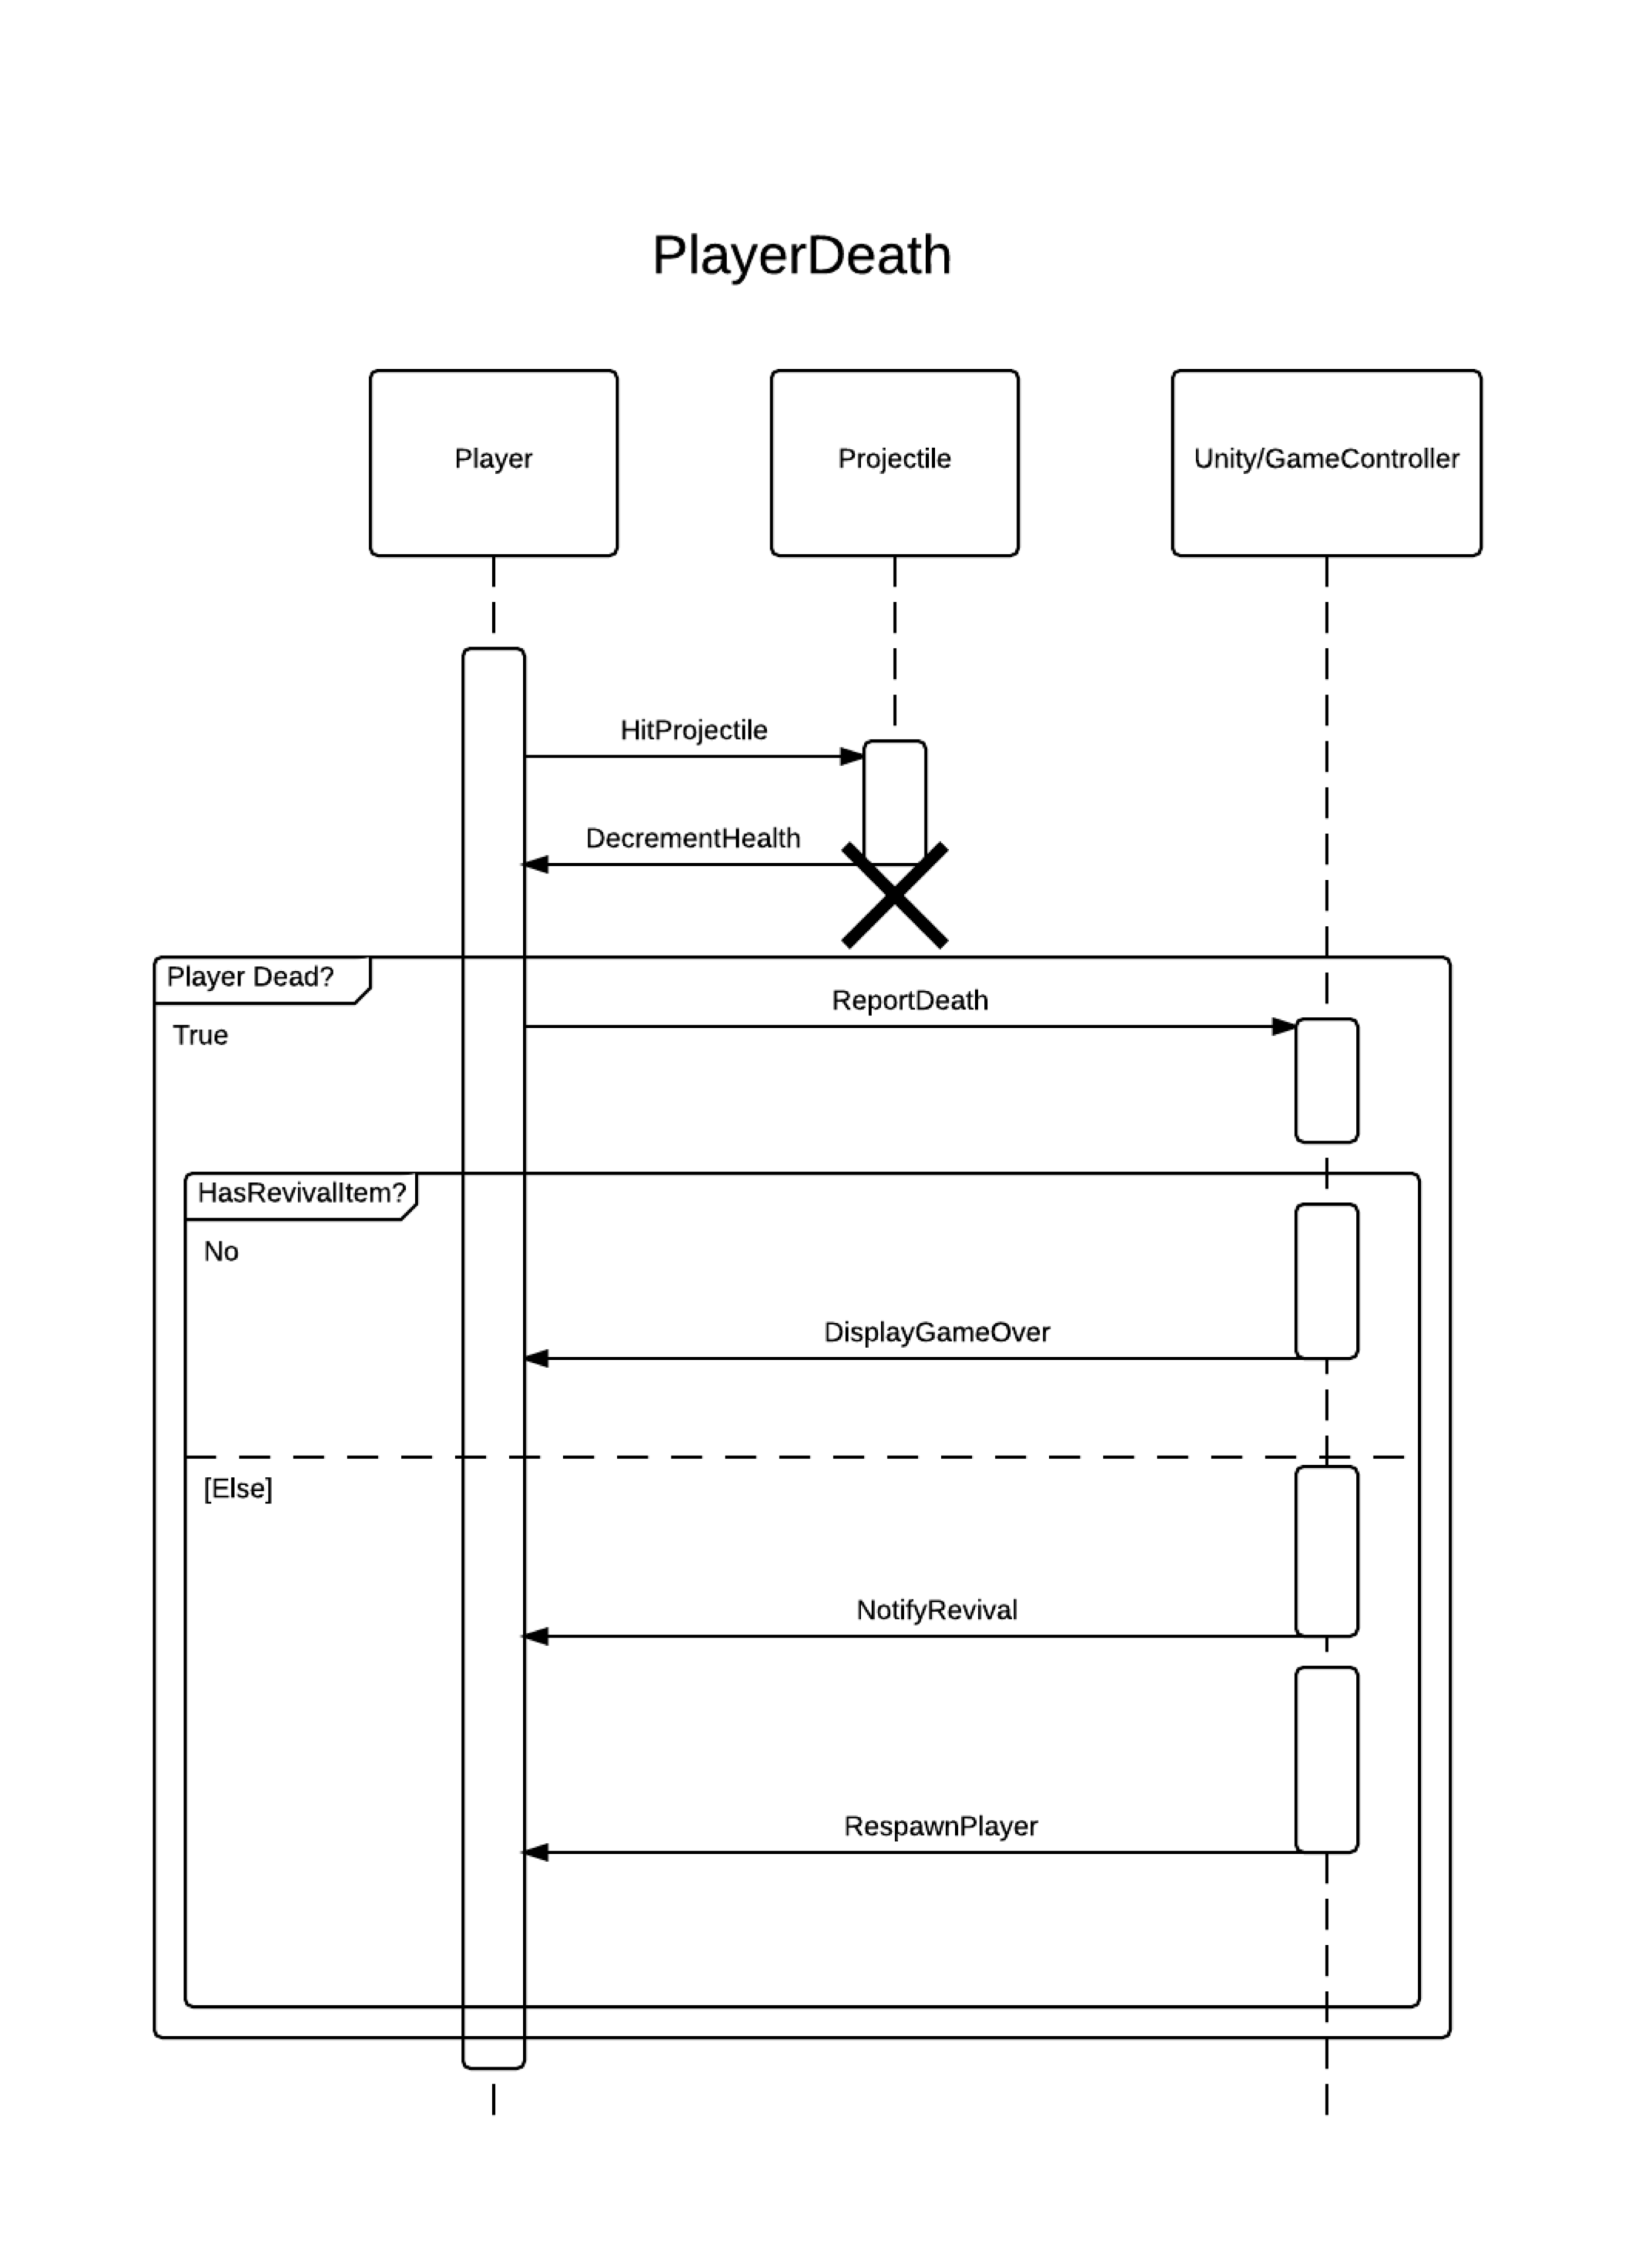 PlayerDeath
Player
Projectile
Unity/GameController
HitProjectile
DecrementHealth
Player Dead?
ReportDeath
True
HasRevivalItem?
No
DisplayGameOver
[Else]
NotifyRevival
RespawnPlayer